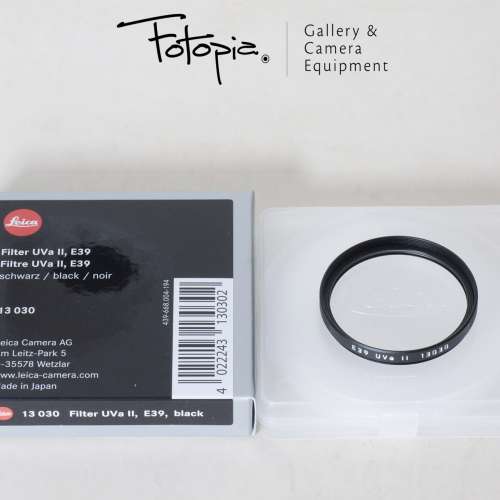 Fotopia
Gallery &
Camera
Equipment
Leica
Filter UVa II, E39
Filtre UVa II, E39
schwarz / black / noir
13 030
eica Camera AG
m Leitz-Park 5
-35578 Wetzlar
leica-camera.com
ade in Japan
439-668.004-194
4 022243 130302
Leica
13 030 Filter UVa II, E39, black
E39 UVa II 13030